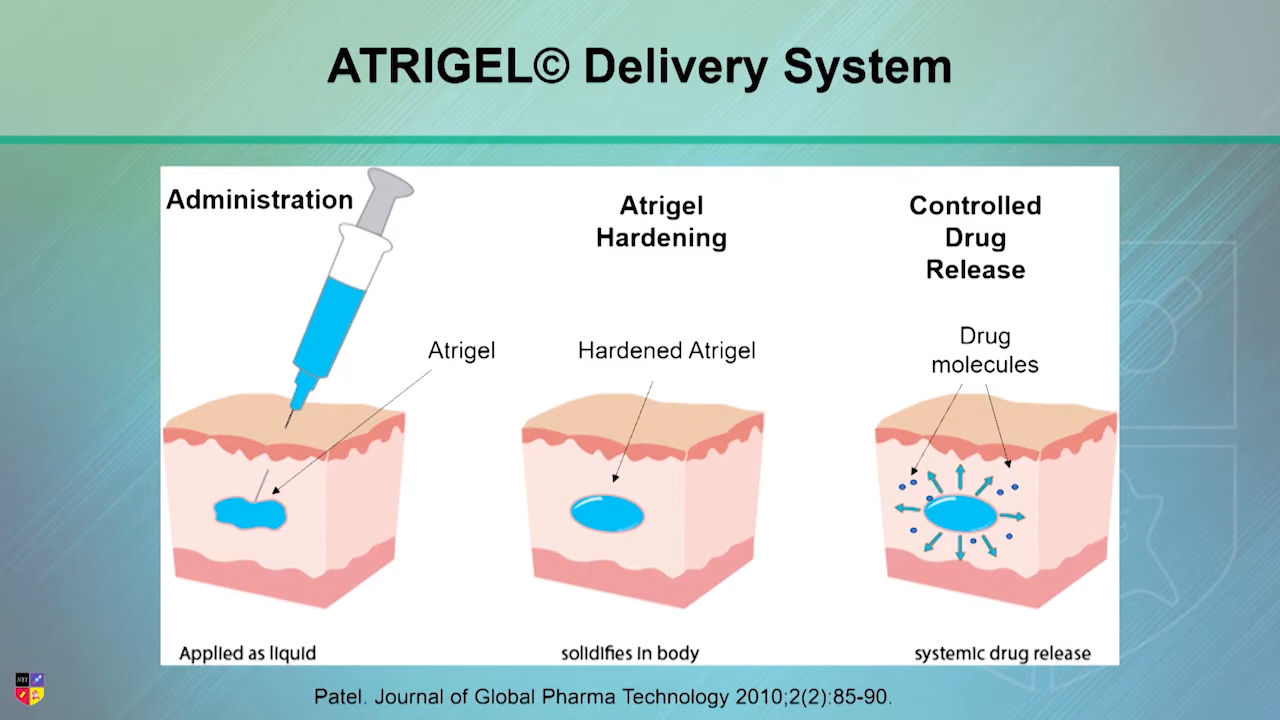 ATRIGEL© Delivery System
Administration
Atrigel
Hardening
Controlled
Drug
Release
Atrigel
Hardened Atrigel
Drug
molecules
Applied as liquid
solidifies in body
systemic drug release
Patel. Journal of Global Pharma Technology 2010;2(2):85-90.